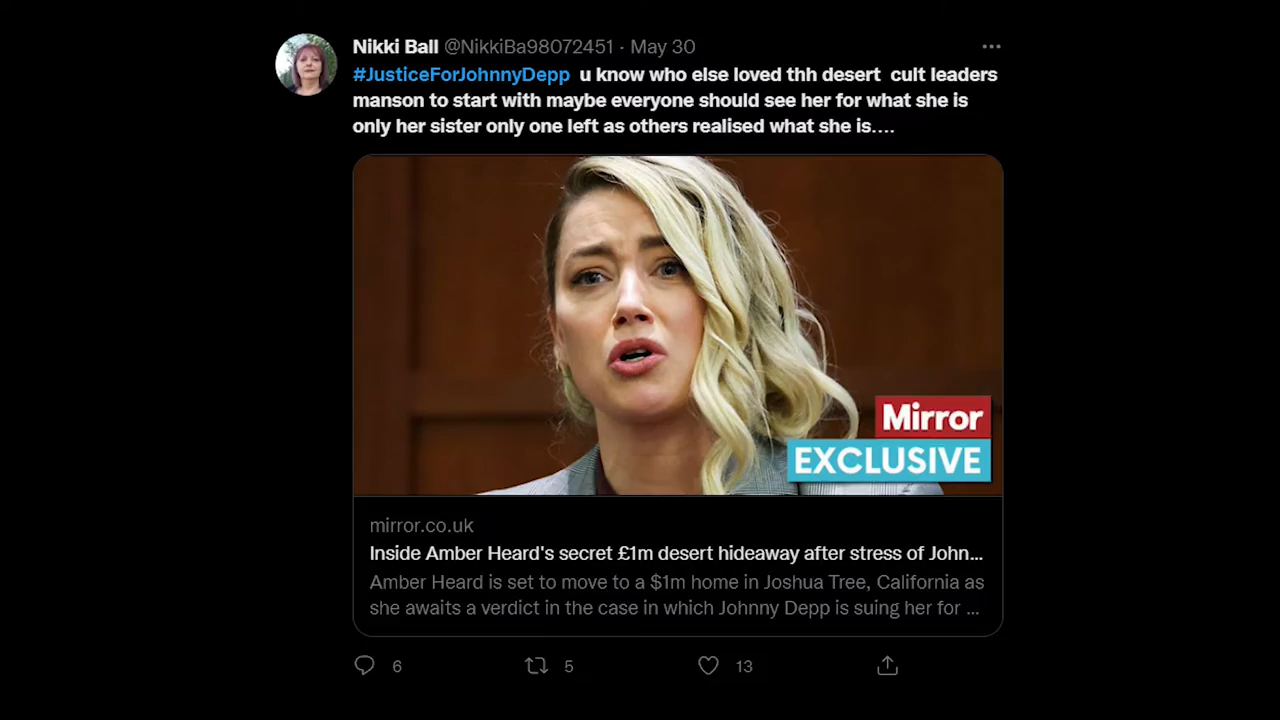 Nikki Ball @NikkiBa98072451 · May 30
#JusticeForJohnnyDepp u know who else loved thh desert cult leaders
manson to start with maybe everyone should see her for what she is
only her sister only one left as others realised what she is....
Mirror
EXCLUSIVE
mirror.co.uk
Inside Amber Heard's secret £1m desert hideaway after stress of John...
Amber Heard is set to move to a $1m home in Joshua Tree, California as
she awaits a verdict in the case in which Johnny Depp is suing her for ...
6 5 13